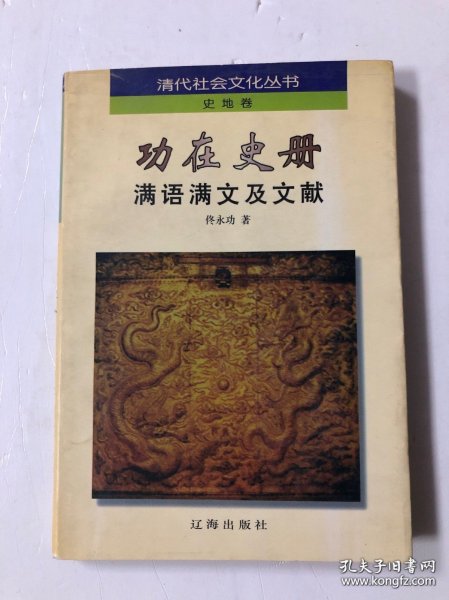 清代社会文化丛书
史地卷
功在史册
满语满文及文献
佟永功 著
辽海出版社
孔夫子旧书网
www.kongfz.com